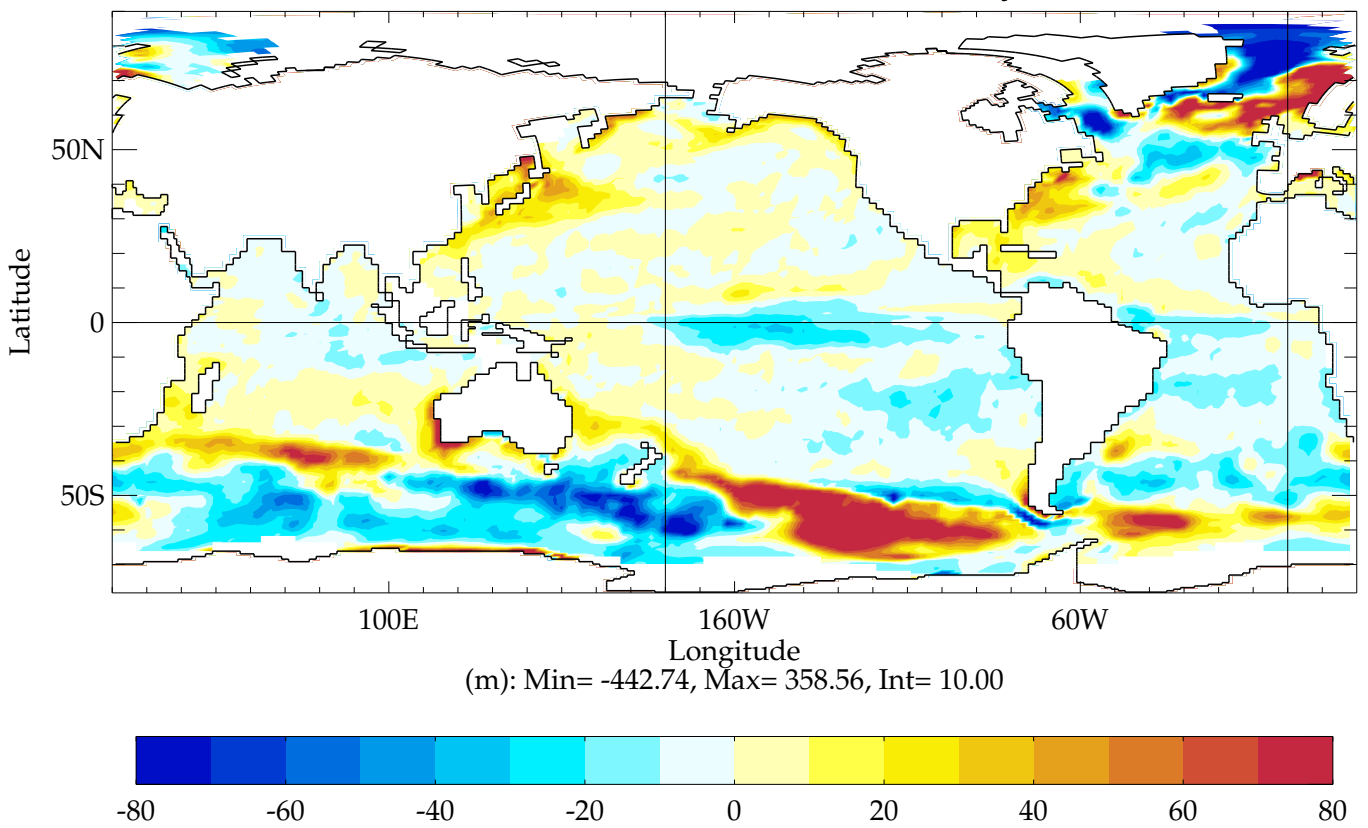 50N
0
50S
Latitude
100E 160W 60W
Longitude
(m): Min= -442.74, Max= 358.56, Int= 10.00
-80 -60 -40 -20 0 20 40 60 80